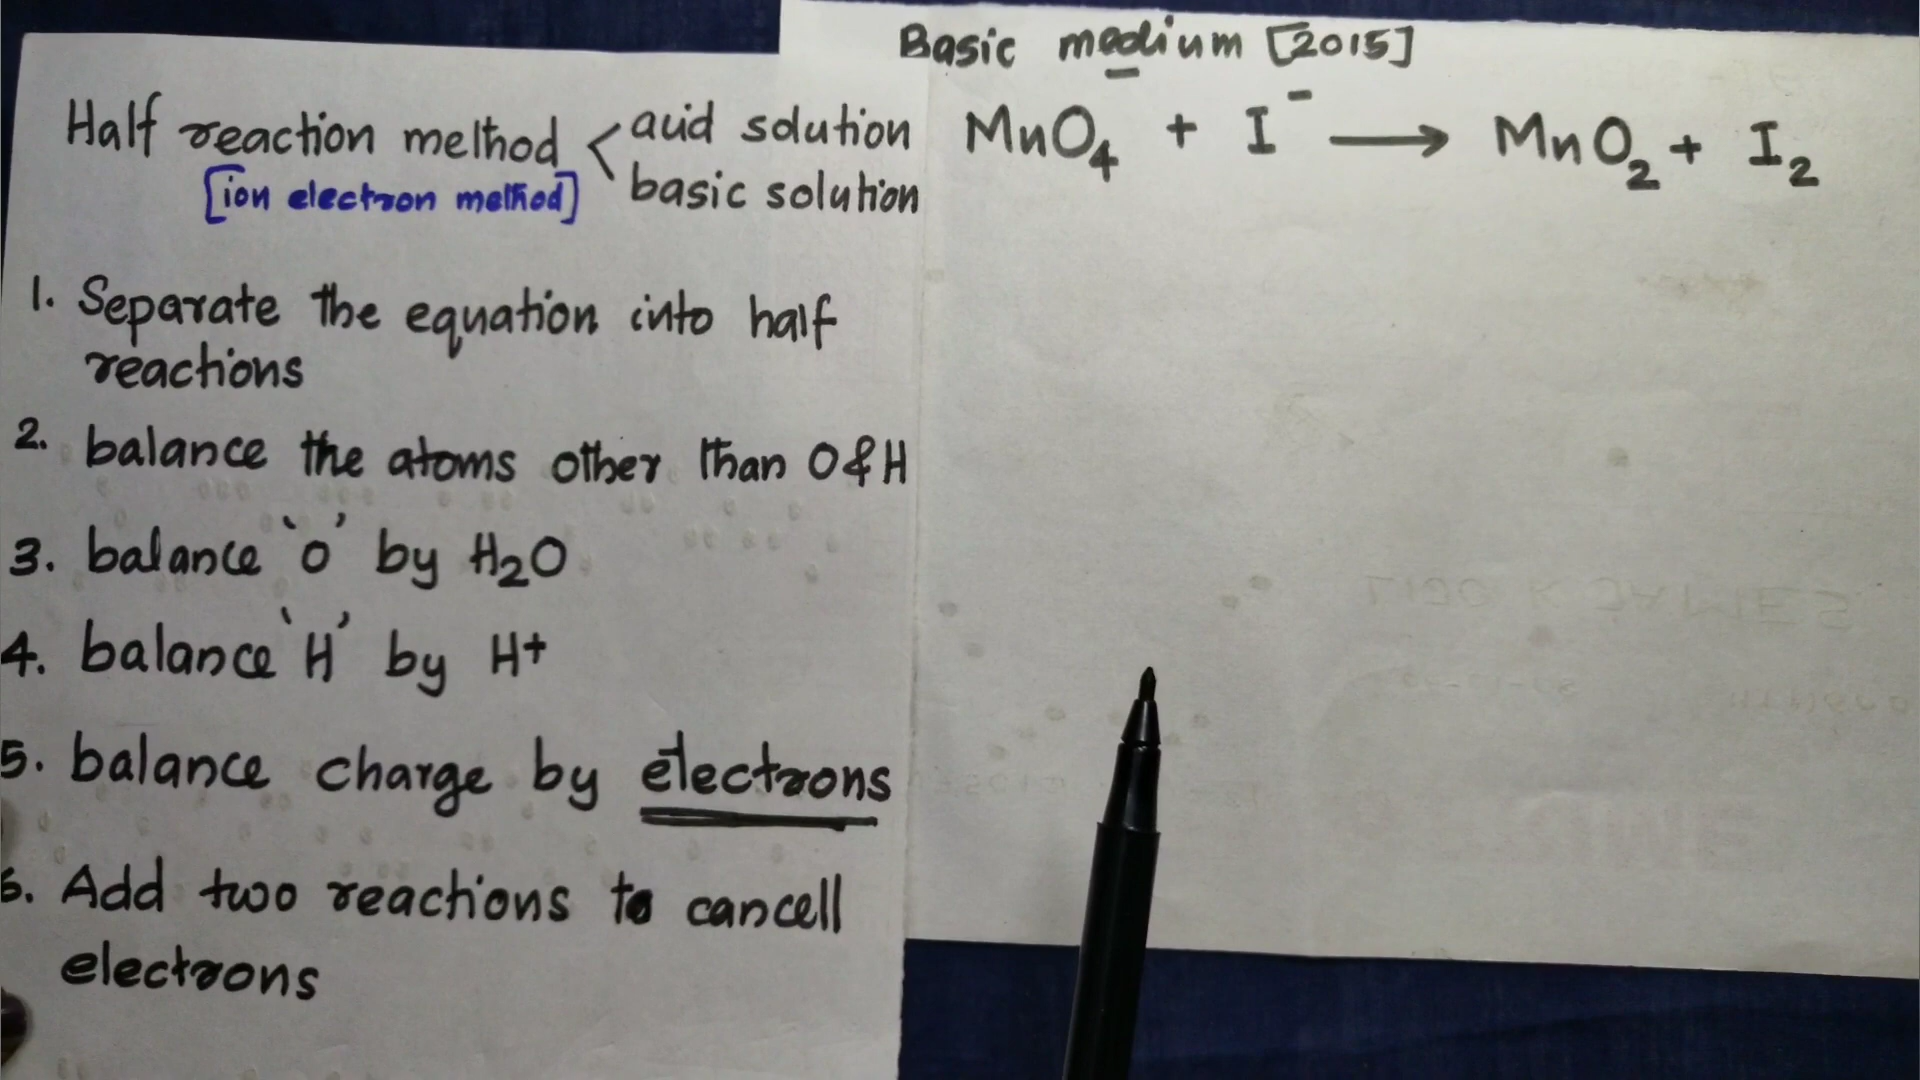 Basic medium [2015]
Half reaction method < acid solution
basic solution
[ion electron method]
1. Separate the equation into half
reactions
2. balance the atoms other than O & H
3. balance 'O' by H₂O
4. balance 'H' by H+
5. balance charge by electrons
6. Add two reactions to cancell
electrons
MnO₄⁻ + I⁻ → MnO₂ + I₂